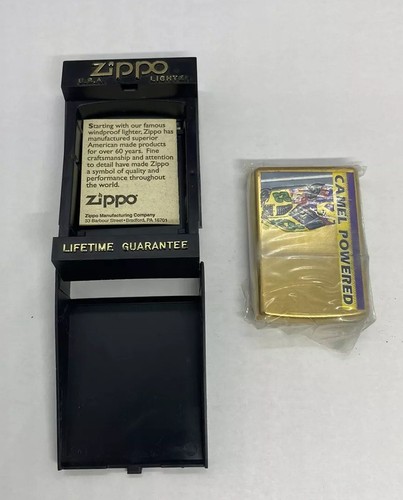 Zippo
U.S.A. LIGHTER
Starting with our famous
windproof lighter, Zippo has
manufactured superior
American made products
for over 60 years. Fine
craftsmanship and attention
to detail have made Zippo
a symbol of quality and
performance throughout
the world.
Zippo
Zippo Manufacturing Company
33 Barbour Street • Bradford, PA 16701
LIFETIME GUARANTEE
CAMEL POWERED